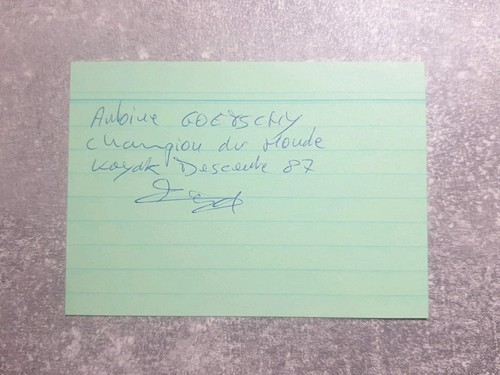 Antoine GOETSCHY
Champion du Monde
Kayak Descente 87